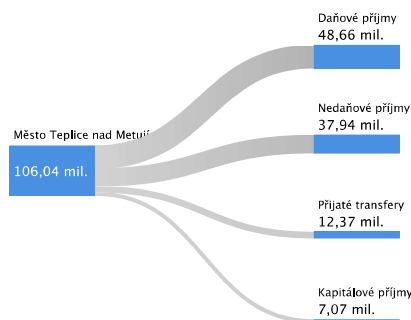 Daňové příjmy
48,66 mil.
Nedaňové příjmy
37,94 mil.
Město Teplice nad Metují
106,04 mil.
Přijaté transfery
12,37 mil.
Kapitálové příjmy
7,07 mil.